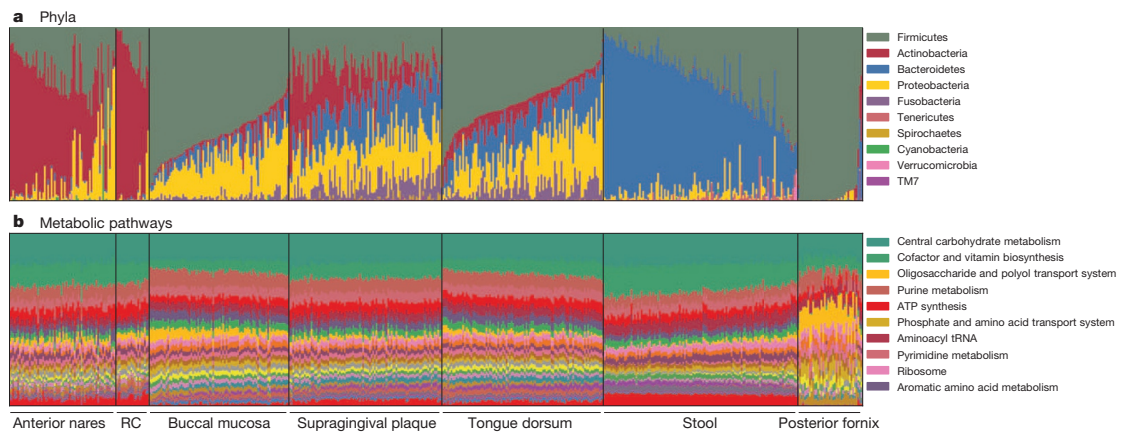 a Phyla
Firmicutes
Actinobacteria
Bacteroidetes
Proteobacteria
Fusobacteria
Tenericutes
Spirochaetes
Cyanobacteria
Verrucomicrobia
TM7
b Metabolic pathways
Central carbohydrate metabolism
Cofactor and vitamin biosynthesis
Oligosaccharide and polyol transport system
Purine metabolism
ATP synthesis
Phosphate and amino acid transport system
Aminoacyl tRNA
Pyrimidine metabolism
Ribosome
Aromatic amino acid metabolism
Anterior nares RC Buccal mucosa Supragingival plaque Tongue dorsum Stool Posterior fornix